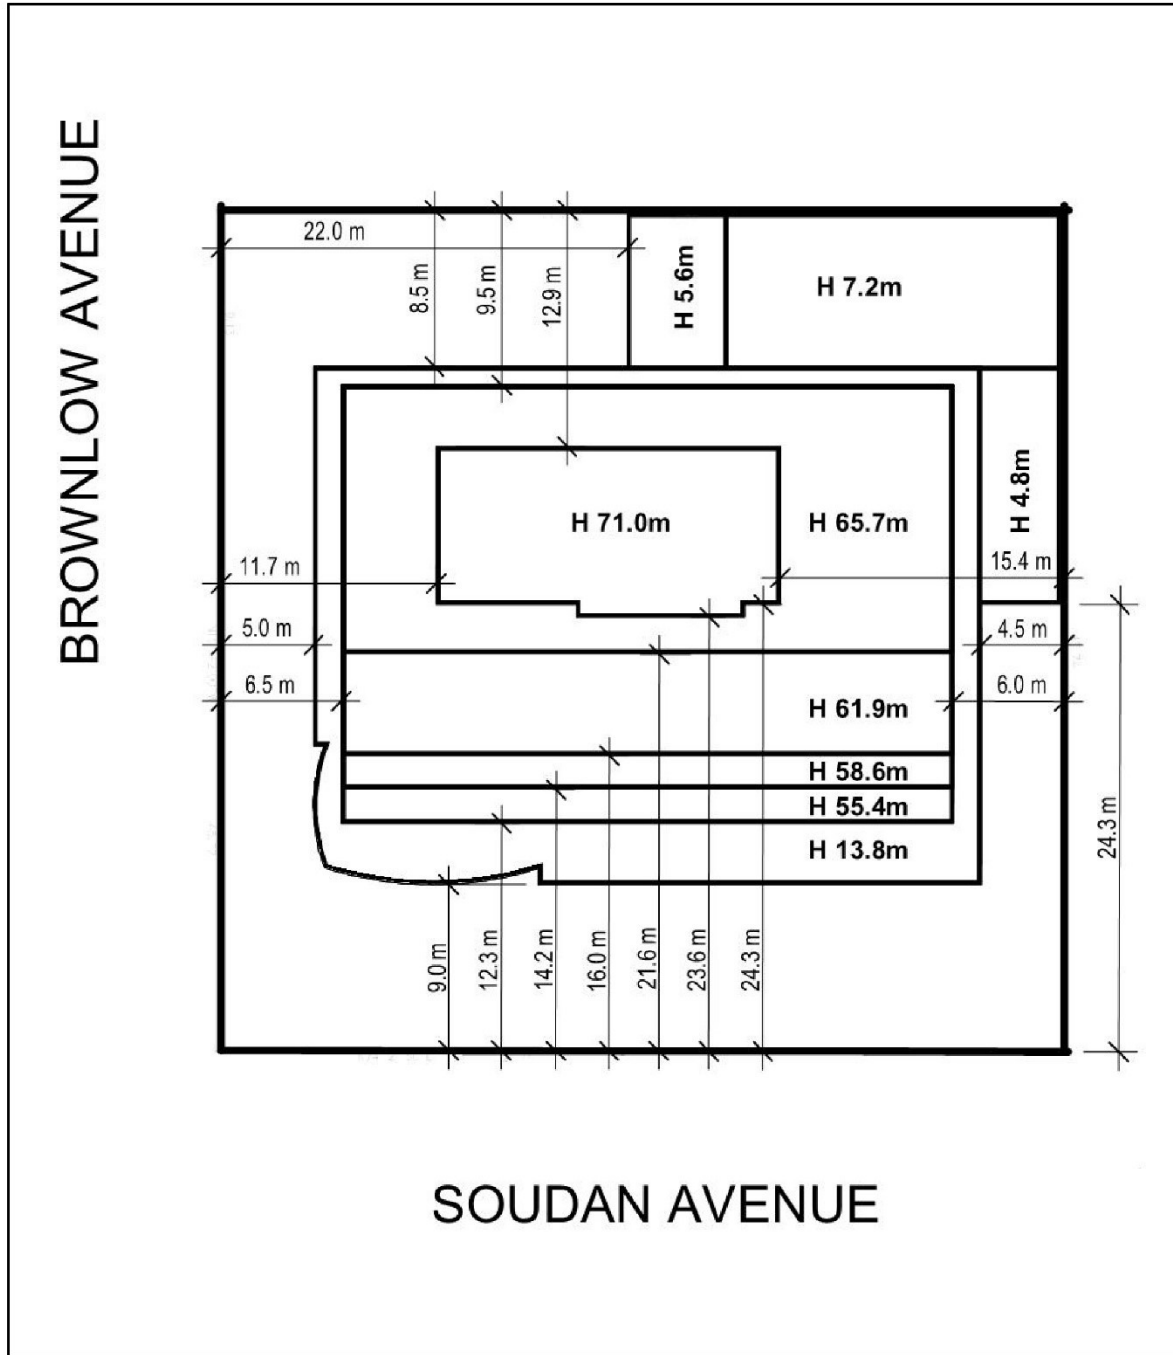 BROWNLOW AVENUE
22.0 m
8.5 m
9.5 m
12.9 m
H 5.6m
H 7.2m
H 4.8m
H 71.0m
H 65.7m
11.7 m
15.4 m
5.0 m
4.5 m
6.5 m
6.0 m
H 61.9m
H 58.6m
H 55.4m
H 13.8m
24.3 m
9.0 m
12.3 m
14.2 m
16.0 m
21.6 m
23.6 m
24.3 m
SOUDAN AVENUE